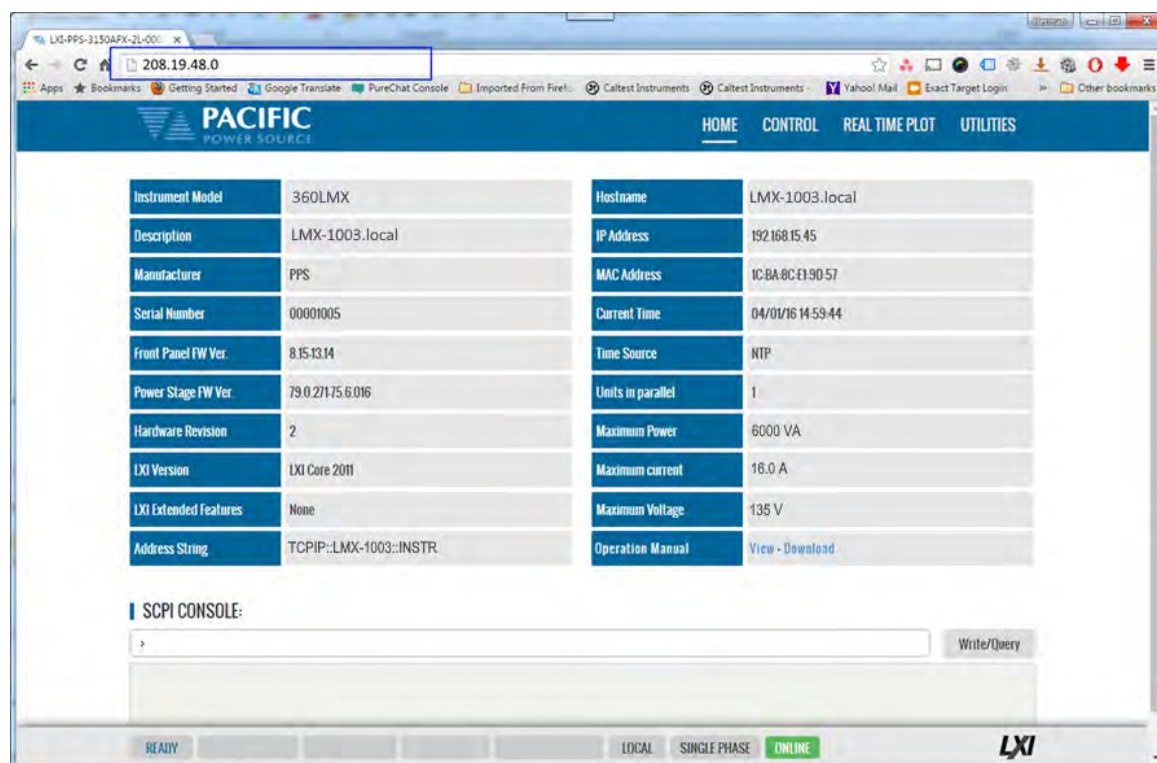 LXI-PPS-3150AFX-2L-000
208.19.48.0
Apps Bookmarks Getting Started Google Translate PureChat Console Imported From Firef Caltest Instruments Caltest Instruments - Yahoo! Mail Exact Target Login » Other bookmarks
PACIFIC
POWER SOURCE
HOME CONTROL REAL TIME PLOT UTILITIES
Instrument Model 360LMX
Description LMX-1003.local
Manufacturer PPS
Serial Number 00001005
Front Panel FW Ver. 8.15-13.14
Power Stage FW Ver. 79.0.271-75.6.016
Hardware Revision 2
LXI Version LXI Core 2011
LXI Extended Features None
Address String TCPIP::LMX-1003::INSTR
Hostname LMX-1003.local
IP Address 192.168.15.45
MAC Address 1C-BA-8C-E1-90-57
Current Time 04/01/16 14:59:44
Time Source NTP
Units in parallel 1
Maximum Power 6000 VA
Maximum current 16.0 A
Maximum Voltage 135 V
Operation Manual View - Download
SCPI CONSOLE:
>
Write/Query
READY LOCAL SINGLE PHASE ONLINE LXI